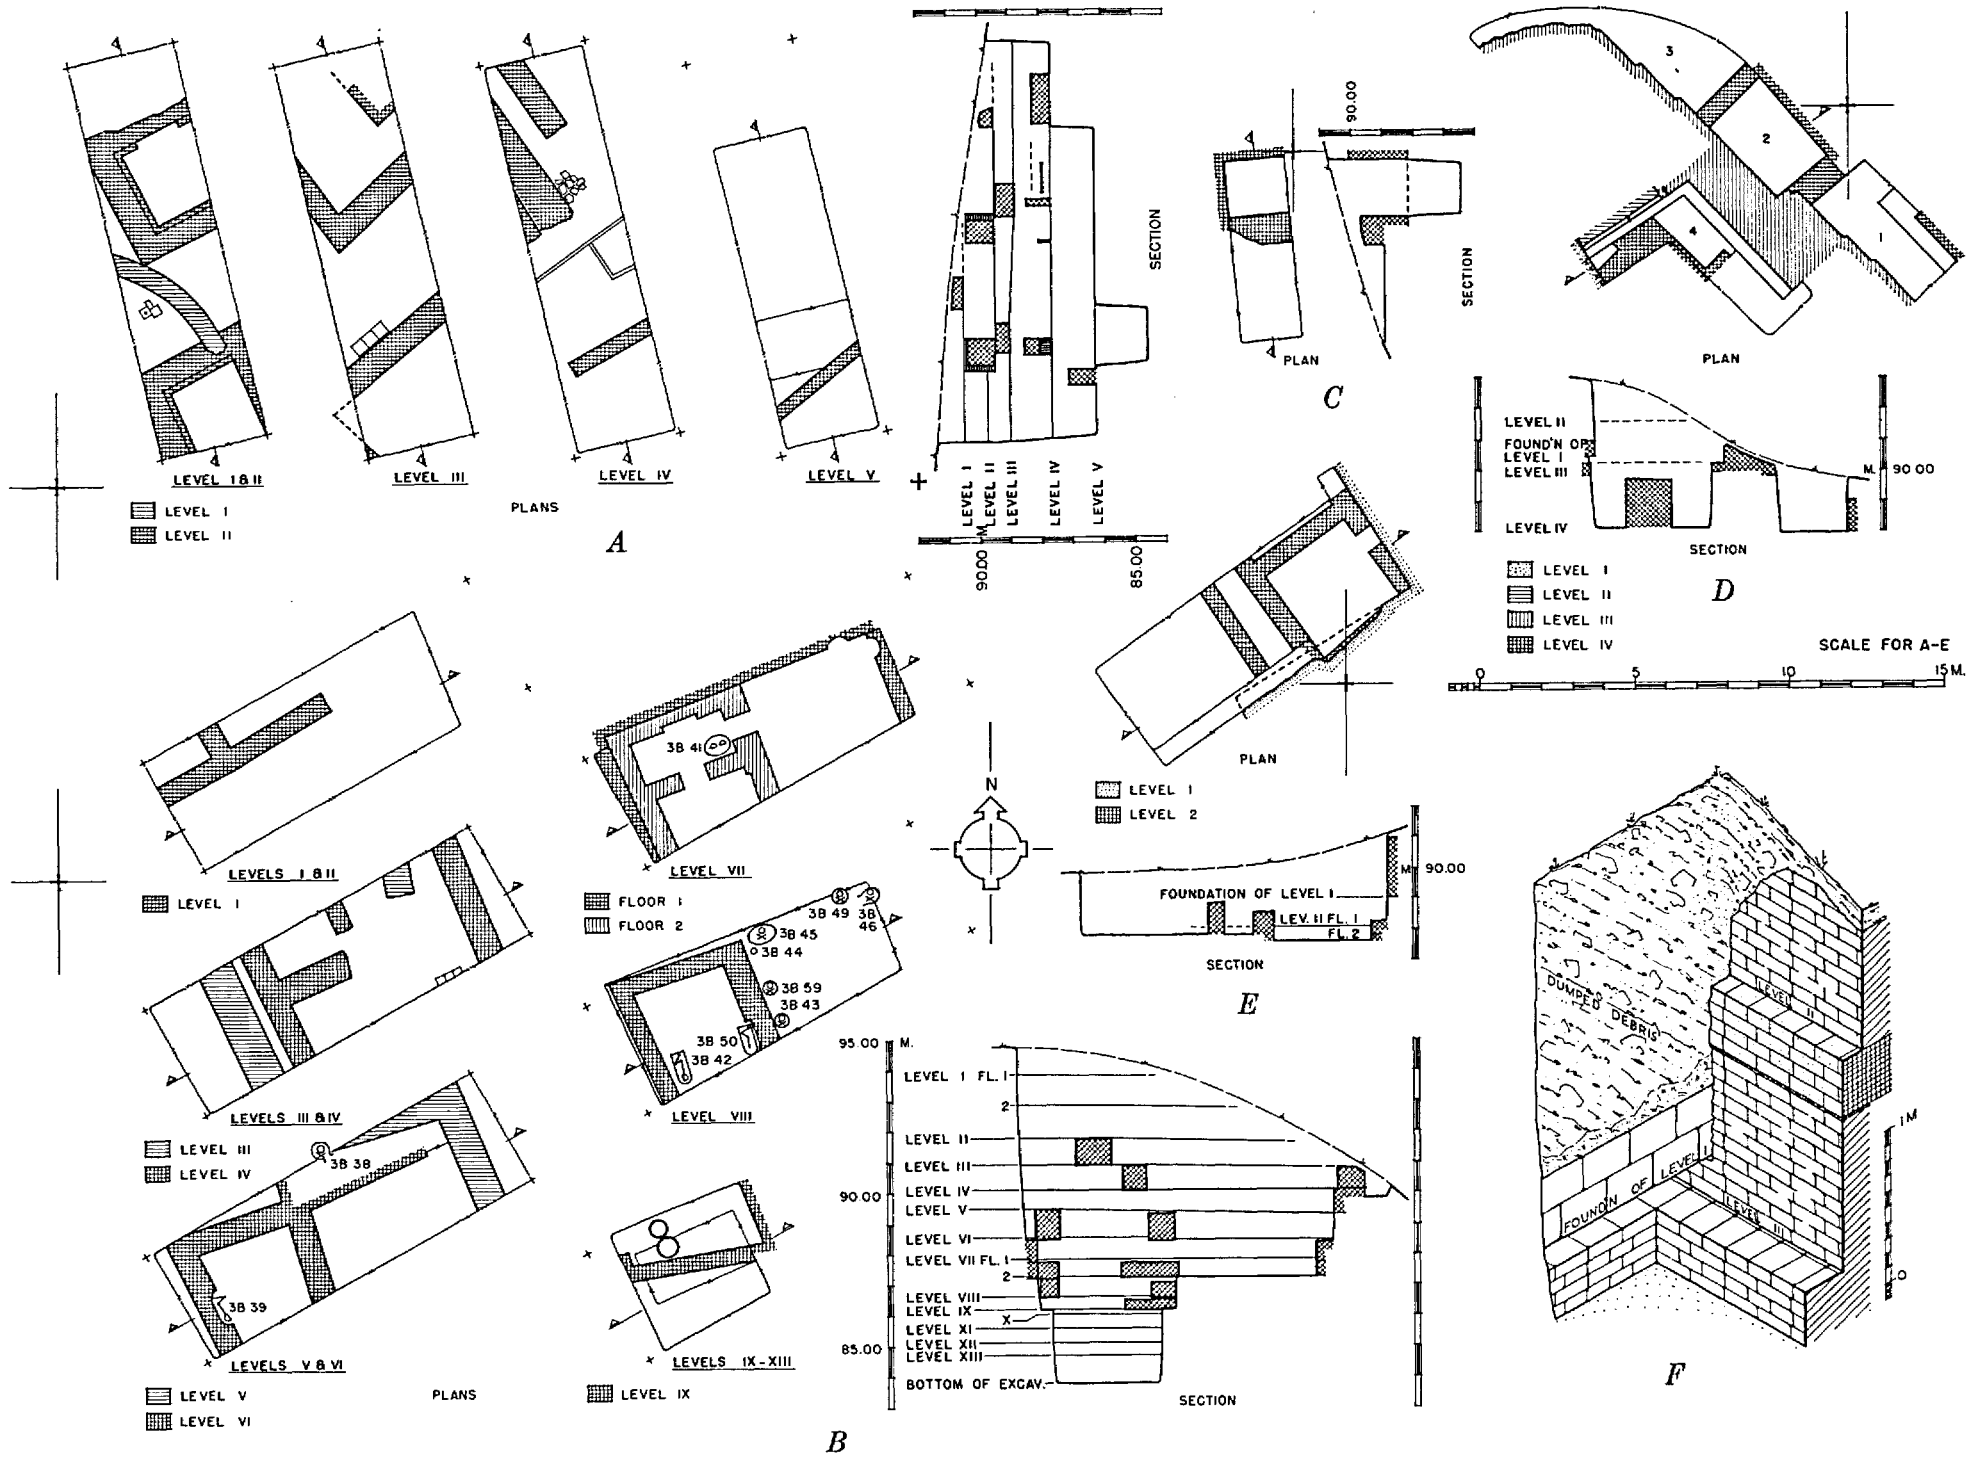 LEVEL I & II
LEVEL III
LEVEL IV
LEVEL V
LEVEL I
LEVEL II
PLANS
A
SECTION
LEVEL I
LEVEL II
LEVEL III
LEVEL IV
LEVEL V
M.
90.00
85.00
90.00
SECTION
PLAN
C
3
2
1
4
PLAN
LEVEL II
FOUND'N OF
LEVEL I
LEVEL III
M. 90 00
LEVEL IV
SECTION
LEVEL I
LEVEL II
LEVEL III
LEVEL IV
D
SCALE FOR A-E
0 5 10 15 M.
LEVELS I & II
LEVEL I
LEVELS III & IV
LEVEL III
LEVEL IV
3B 38
3B 39
LEVELS V & VI
LEVEL V
LEVEL VI
PLANS
3B 41
LEVEL VII
FLOOR 1
FLOOR 2
3B 49
3B 46
3B 45
3B 44
3B 59
3B 43
3B 50
3B 42
LEVEL VIII
LEVELS IX-XIII
LEVEL IX
B
N
PLAN
LEVEL 1
LEVEL 2
M. 90.00
FOUNDATION OF LEVEL I
LEV. II FL. 1
FL. 2
SECTION
E
95.00 M.
LEVEL 1 FL. 1
2
LEVEL II
LEVEL III
LEVEL IV
90.00
LEVEL V
LEVEL VI
LEVEL VII FL. 1
2
LEVEL VIII
LEVEL IX
X
LEVEL XI
LEVEL XII
85.00
LEVEL XIII
BOTTOM OF EXCAV.
SECTION
DUMPED DEBRIS
LEVEL II
FOUND'N OF LEVEL I
LEVEL III
1 M
0
F